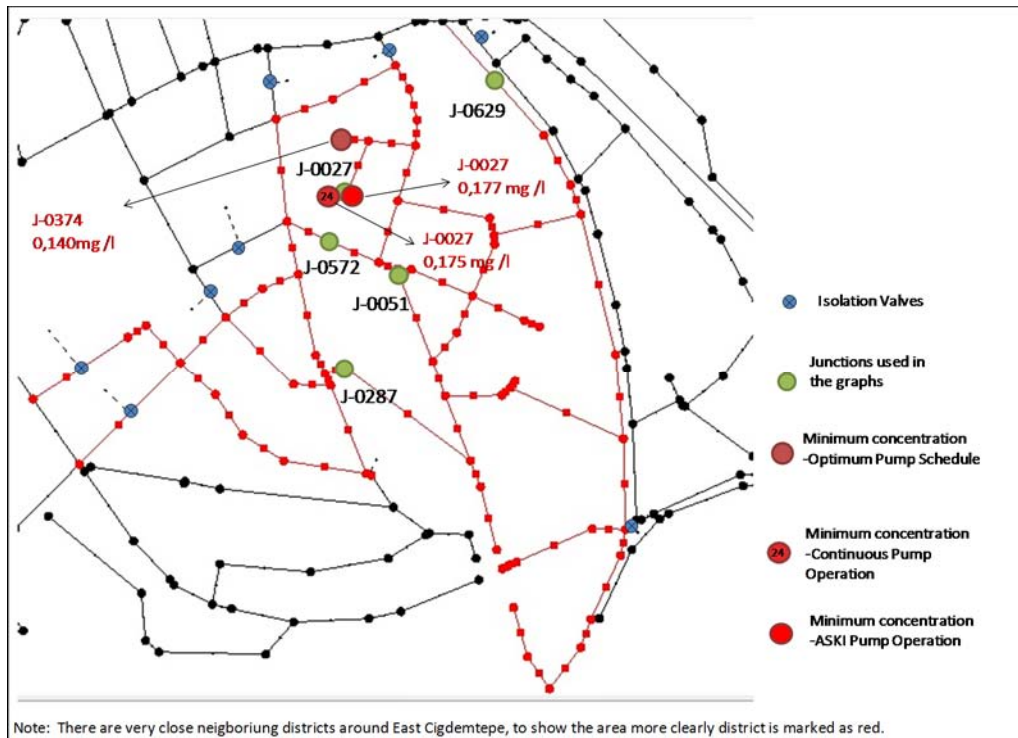 J-0629
J-0027
J-0027
0,177 mg /l
J-0374
0,140mg /l
24
J-0027
0,175 mg /l
J-0572
J-0051
J-0287
Isolation Valves
Junctions used in
the graphs
Minimum concentration
-Optimum Pump Schedule
24
Minimum concentration
-Continuous Pump
Operation
Minimum concentration
-ASKI Pump Operation
Note: There are very close neigboriung districts around East Cigdemtepe, to show the area more clearly district is marked as red.